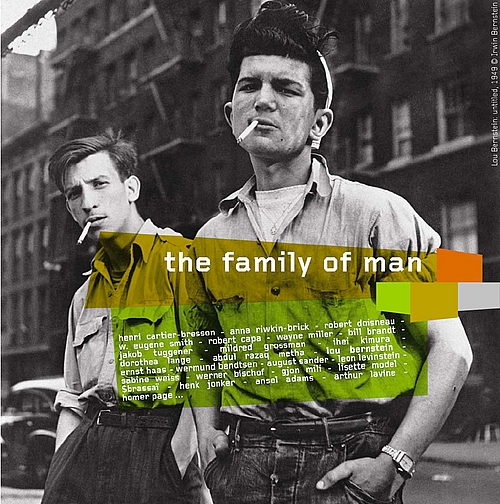 Lou Bernstein: untitled, 1949 © Irwin Bernstein
the family of man
henri cartier-bresson - anna riwkin-brick - robert doisneau -
w. eugene smith - robert capa - wayne miller - bill brandt -
jakob tuggener - mildred grossman - ihei kimura -
dorothea lange - abdul razaq metha - lou bernstein -
ernst haas - wermund bendtsen - august sander - leon levinstein -
sabine weiss - werner bischof - gjon mili - lisette model -
$brassaï - henk jonker - ansel adams - arthur lavine -
homer page ...